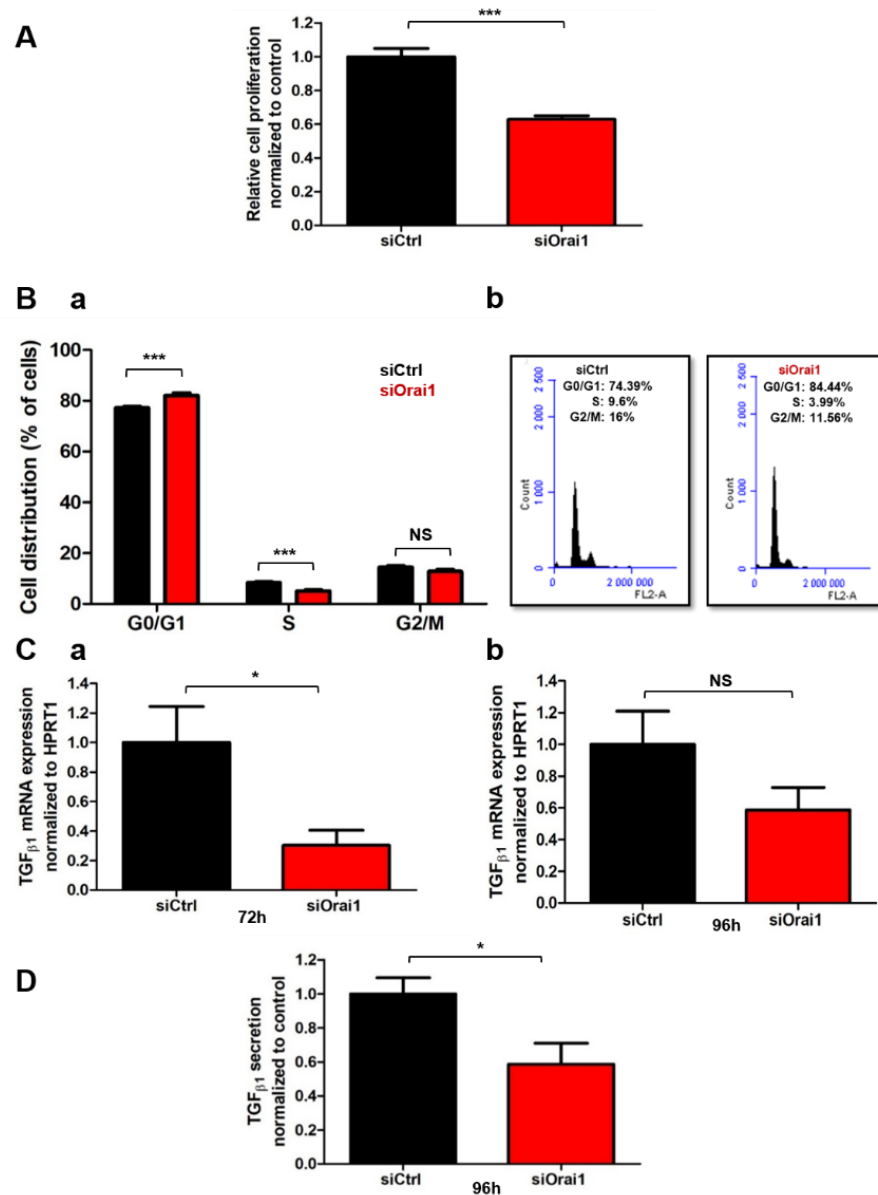 A
Relative cell proliferation
normalized to control
1.2
1.0
0.8
0.6
0.4
0.2
0.0
***
siCtrl
siOrai1
B a
Cell distribution (% of cells)
100
80
60
40
20
0
***
***
NS
siCtrl
siOrai1
G0/G1
S
G2/M
b
siCtrl
G0/G1: 74.39%
S: 9.6%
G2/M: 16%
Count
2 500
2 000
1 000
0
0
2 000 000
FL2-A
siOrai1
G0/G1: 84.44%
S: 3.99%
G2/M: 11.56%
Count
2 500
2 000
1 000
0
0
2 000 000
FL2-A
C a
TGFβ1 mRNA expression
normalized to HPRT1
1.4
1.2
1.0
0.8
0.6
0.4
0.2
0.0
*
siCtrl
siOrai1
72h
b
TGFβ1 mRNA expression
normalized to HPRT1
1.4
1.2
1.0
0.8
0.6
0.4
0.2
0.0
NS
siCtrl
siOrai1
96h
D
TGFβ1 secretion
normalized to control
1.2
1.0
0.8
0.6
0.4
0.2
0.0
*
siCtrl
siOrai1
96h